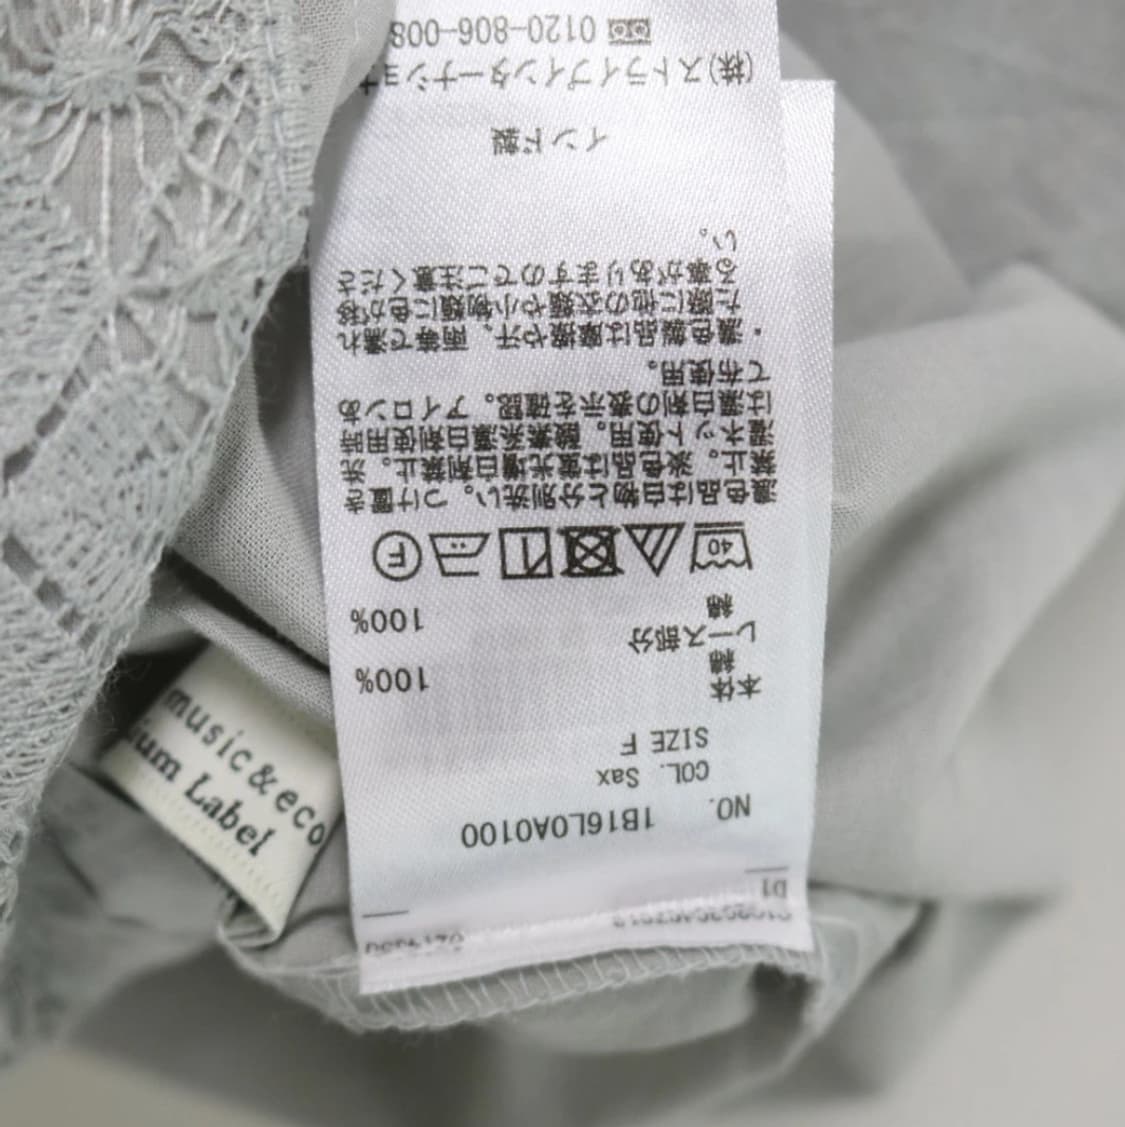 NO. 1B16L0A0100
COL. Sax
SIZE F
本体
綿 100%
レース部分
綿 100%
40
F
濃色品は白物と分別洗い。つけ置き
禁止。淡色品は蛍光増白剤禁止。洗
濯ネット使用。酸素系漂白剤使用時
は漂白剤の表示を確認。アイロンあ
て布使用。
・濃色製品は摩擦や汗、雨等で濡れ
た際に他の衣類や小物類に色が移
る事がありますのでご注意くださ
い。
インド製
(株)ストライプインターナショナ
0120-806-008
music&eco
ium Label
D1